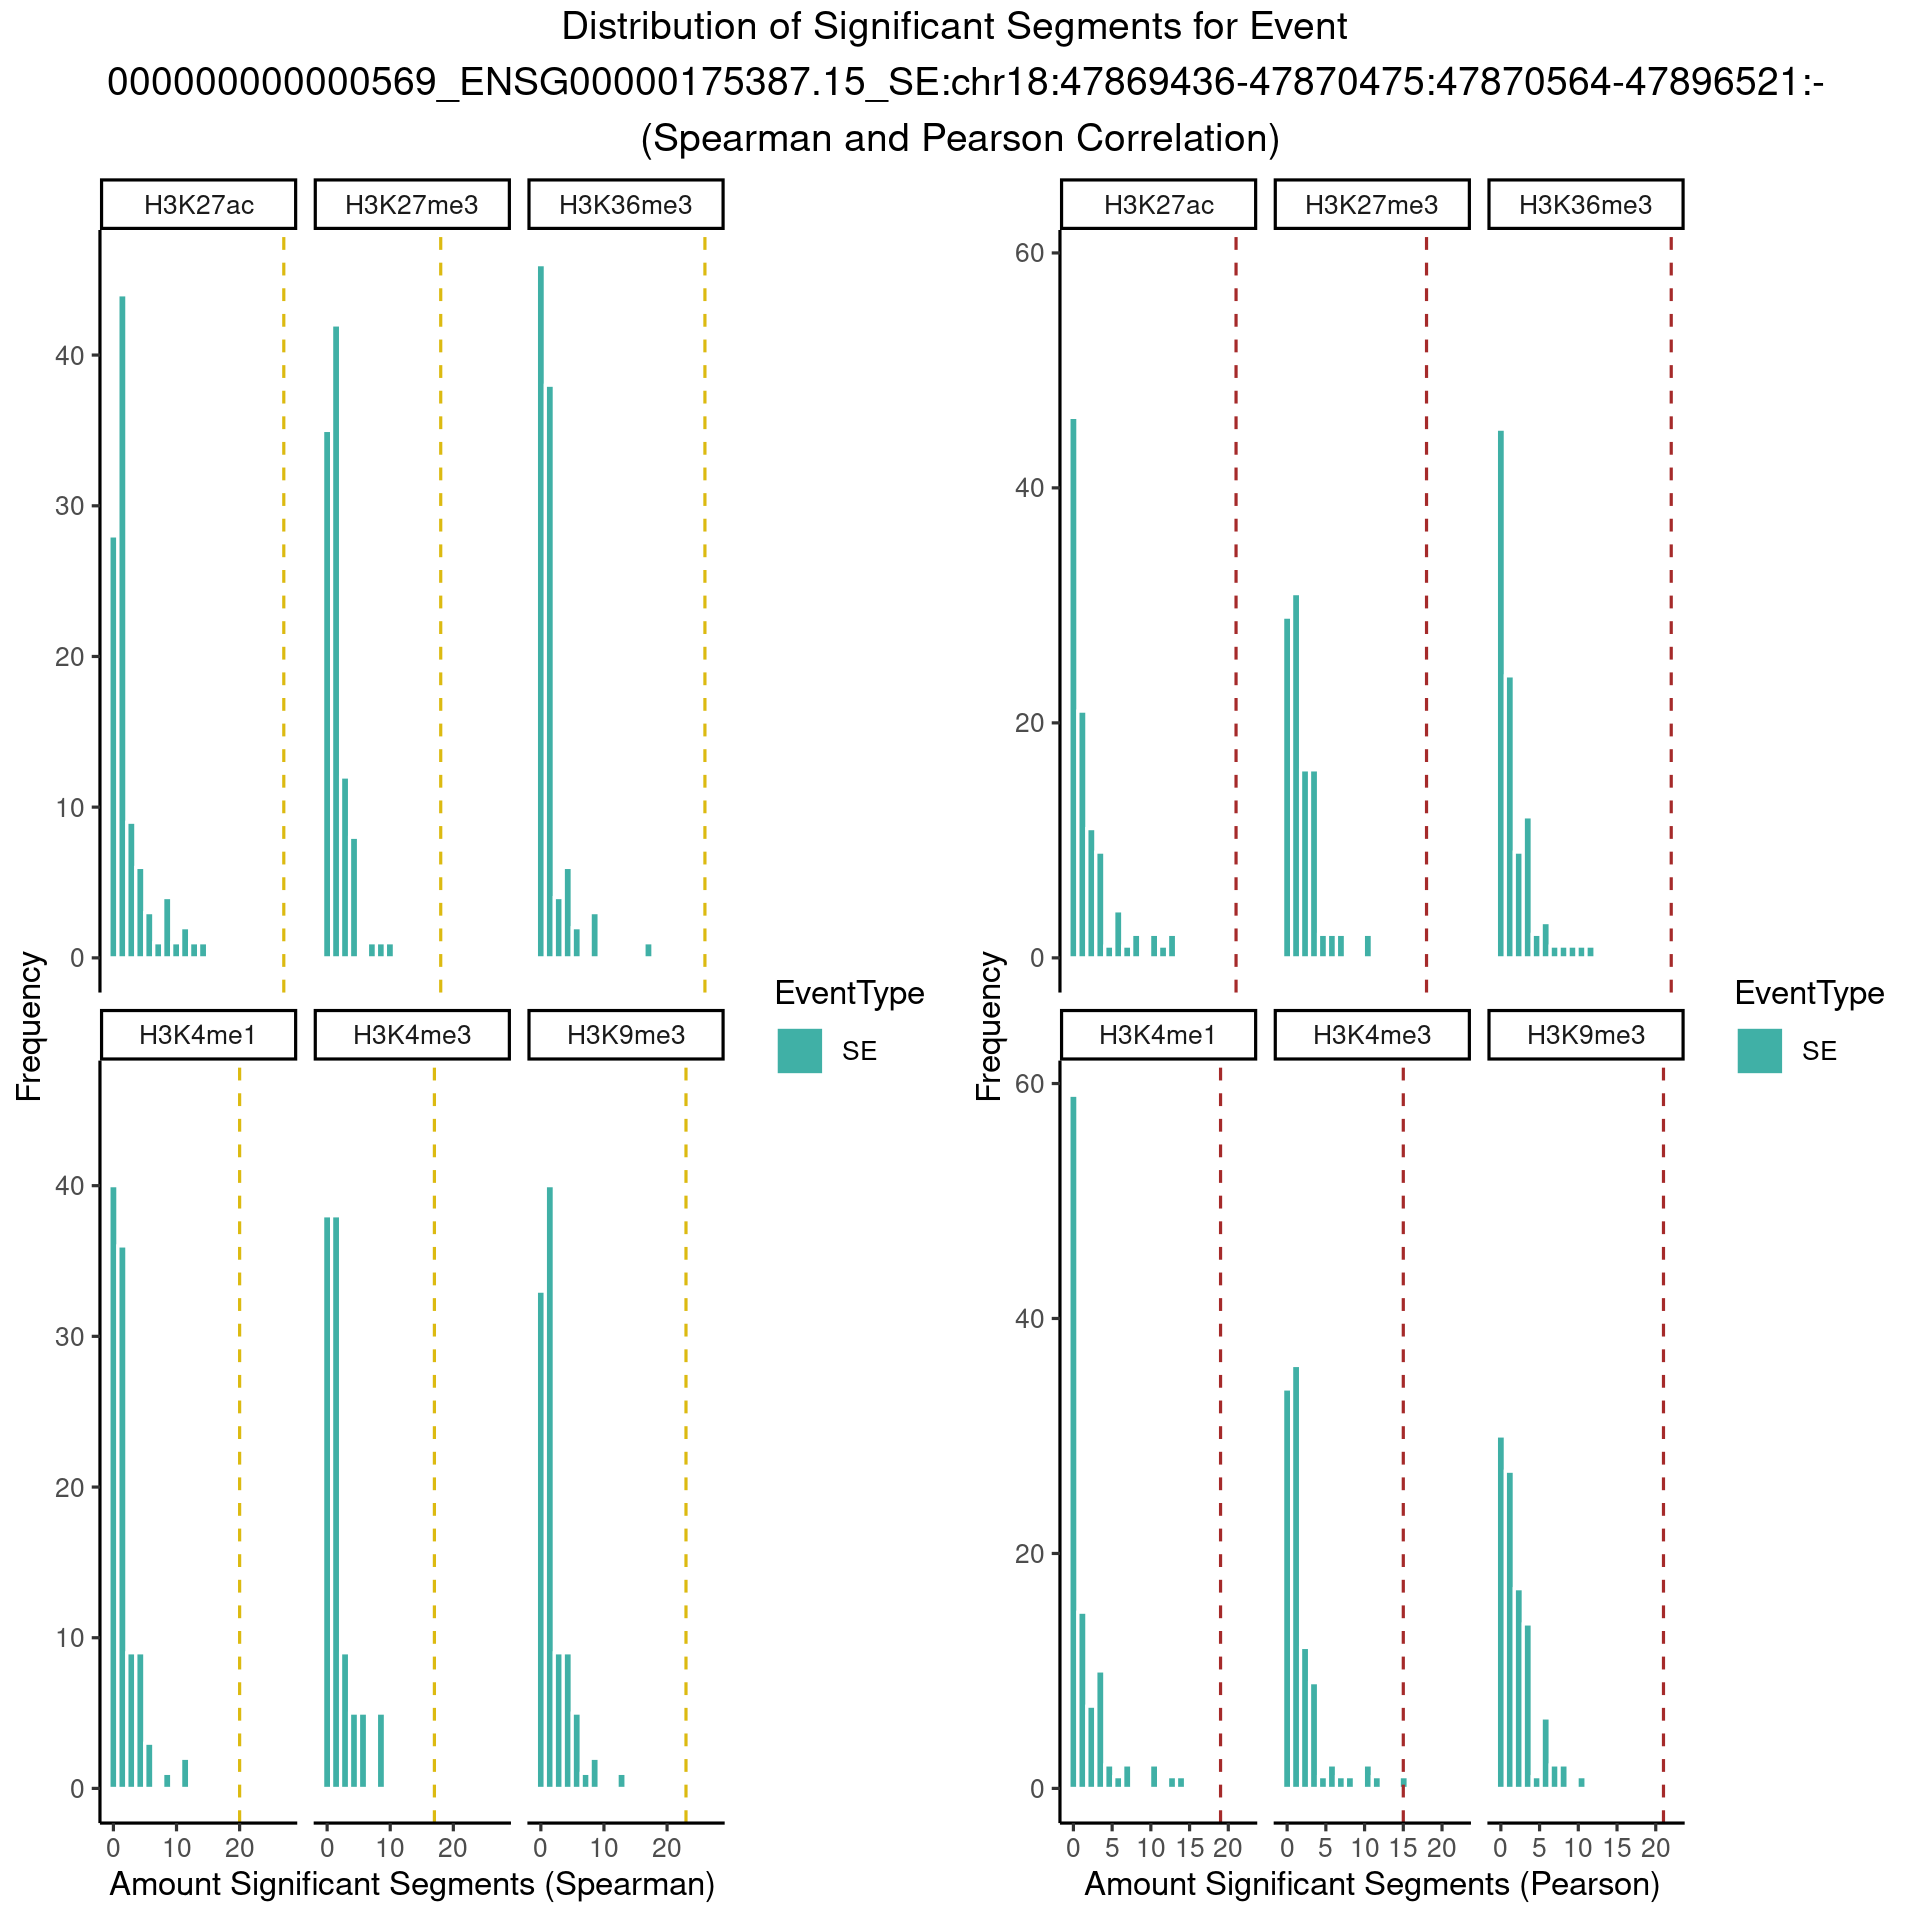 Distribution of Significant Segments for Event
000000000000569_ENSG00000175387.15_SE:chr18:47869436-47870475:47870564-47896521:-
(Spearman and Pearson Correlation)
H3K27ac H3K27me3 H3K36me3
40
30
20
10
0
H3K4me1 H3K4me3 H3K9me3
40
30
20
10
0
0 10 20 0 10 20 0 10 20
Frequency
Amount Significant Segments (Spearman)
EventType
SE
H3K27ac H3K27me3 H3K36me3
60
40
20
0
H3K4me1 H3K4me3 H3K9me3
60
40
20
0
0 5 10 15 20 0 5 10 15 20 0 5 10 15 20
Frequency
Amount Significant Segments (Pearson)
EventType
SE